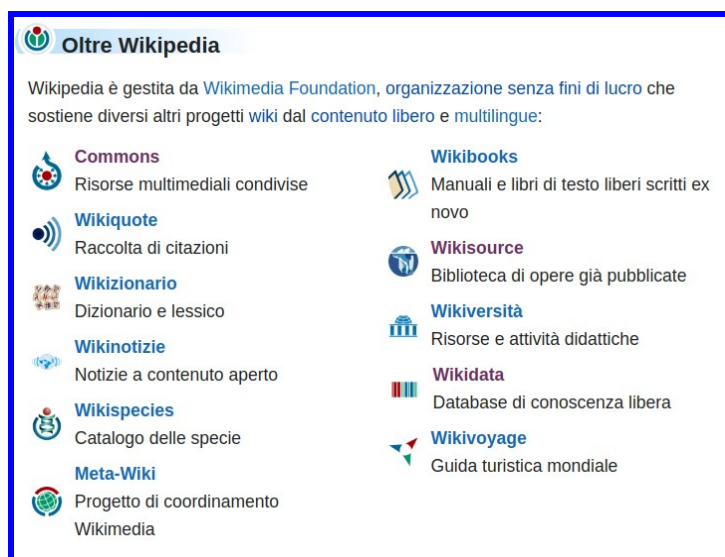 Oltre Wikipedia
Wikipedia è gestita da Wikimedia Foundation, organizzazione senza fini di lucro che
sostiene diversi altri progetti wiki dal contenuto libero e multilingue:
Commons
Risorse multimediali condivise
Wikiquote
Raccolta di citazioni
Wikizionario
Dizionario e lessico
Wikinotizie
Notizie a contenuto aperto
Wikispecies
Catalogo delle specie
Meta-Wiki
Progetto di coordinamento
Wikimedia
Wikibooks
Manuali e libri di testo liberi scritti ex
novo
Wikisource
Biblioteca di opere già pubblicate
Wikiversità
Risorse e attività didattiche
Wikidata
Database di conoscenza libera
Wikivoyage
Guida turistica mondiale